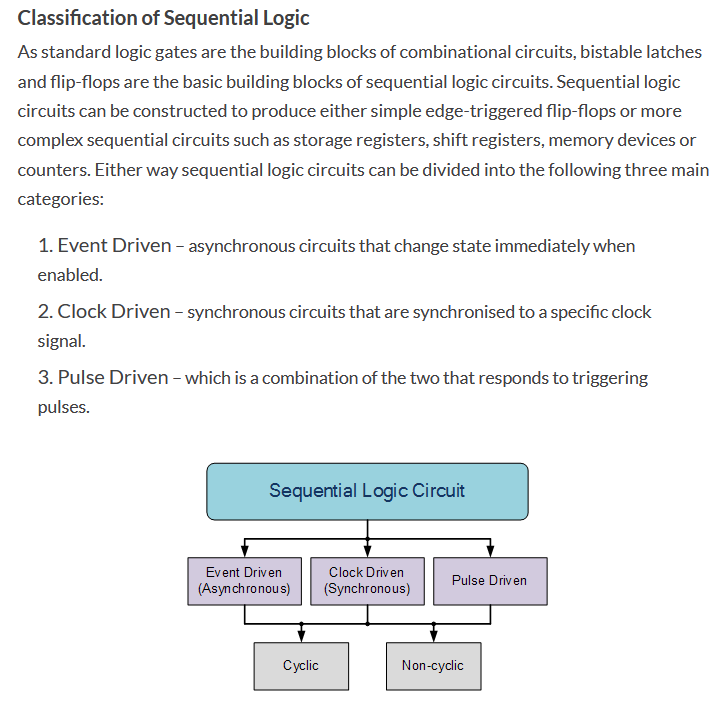 Classification of Sequential Logic
As standard logic gates are the building blocks of combinational circuits, bistable latches
and flip-flops are the basic building blocks of sequential logic circuits. Sequential logic
circuits can be constructed to produce either simple edge-triggered flip-flops or more
complex sequential circuits such as storage registers, shift registers, memory devices or
counters. Either way sequential logic circuits can be divided into the following three main
categories:
1. Event Driven – asynchronous circuits that change state immediately when
enabled.
2. Clock Driven – synchronous circuits that are synchronised to a specific clock
signal.
3. Pulse Driven – which is a combination of the two that responds to triggering
pulses.
Sequential Logic Circuit
Event Driven
(Asynchronous)
Clock Driven
(Synchronous)
Pulse Driven
Cyclic
Non-cyclic